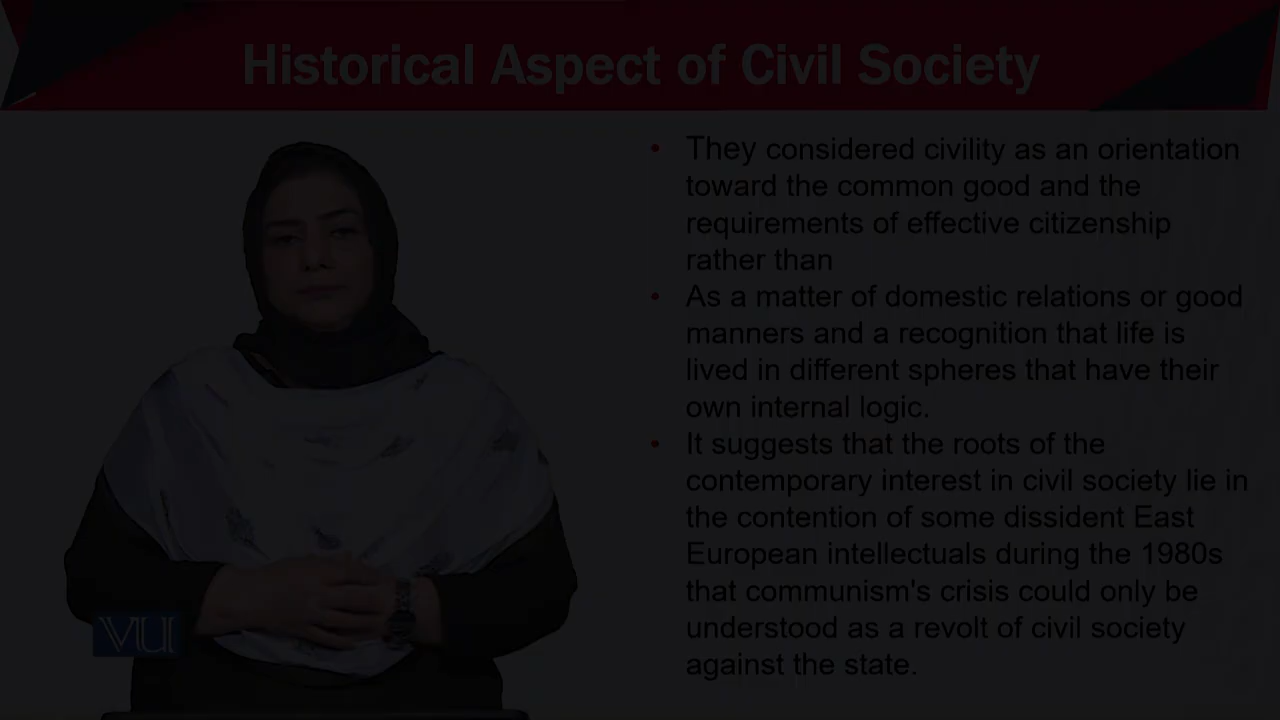 Historical Aspect of Civil Society
• They considered civility as an orientation
toward the common good and the
requirements of effective citizenship
rather than
• As a matter of domestic relations or good
manners and a recognition that life is
lived in different spheres that have their
own internal logic.
• It suggests that the roots of the
contemporary interest in civil society lie in
the contention of some dissident East
European intellectuals during the 1980s
that communism's crisis could only be
understood as a revolt of civil society
against the state.
VU